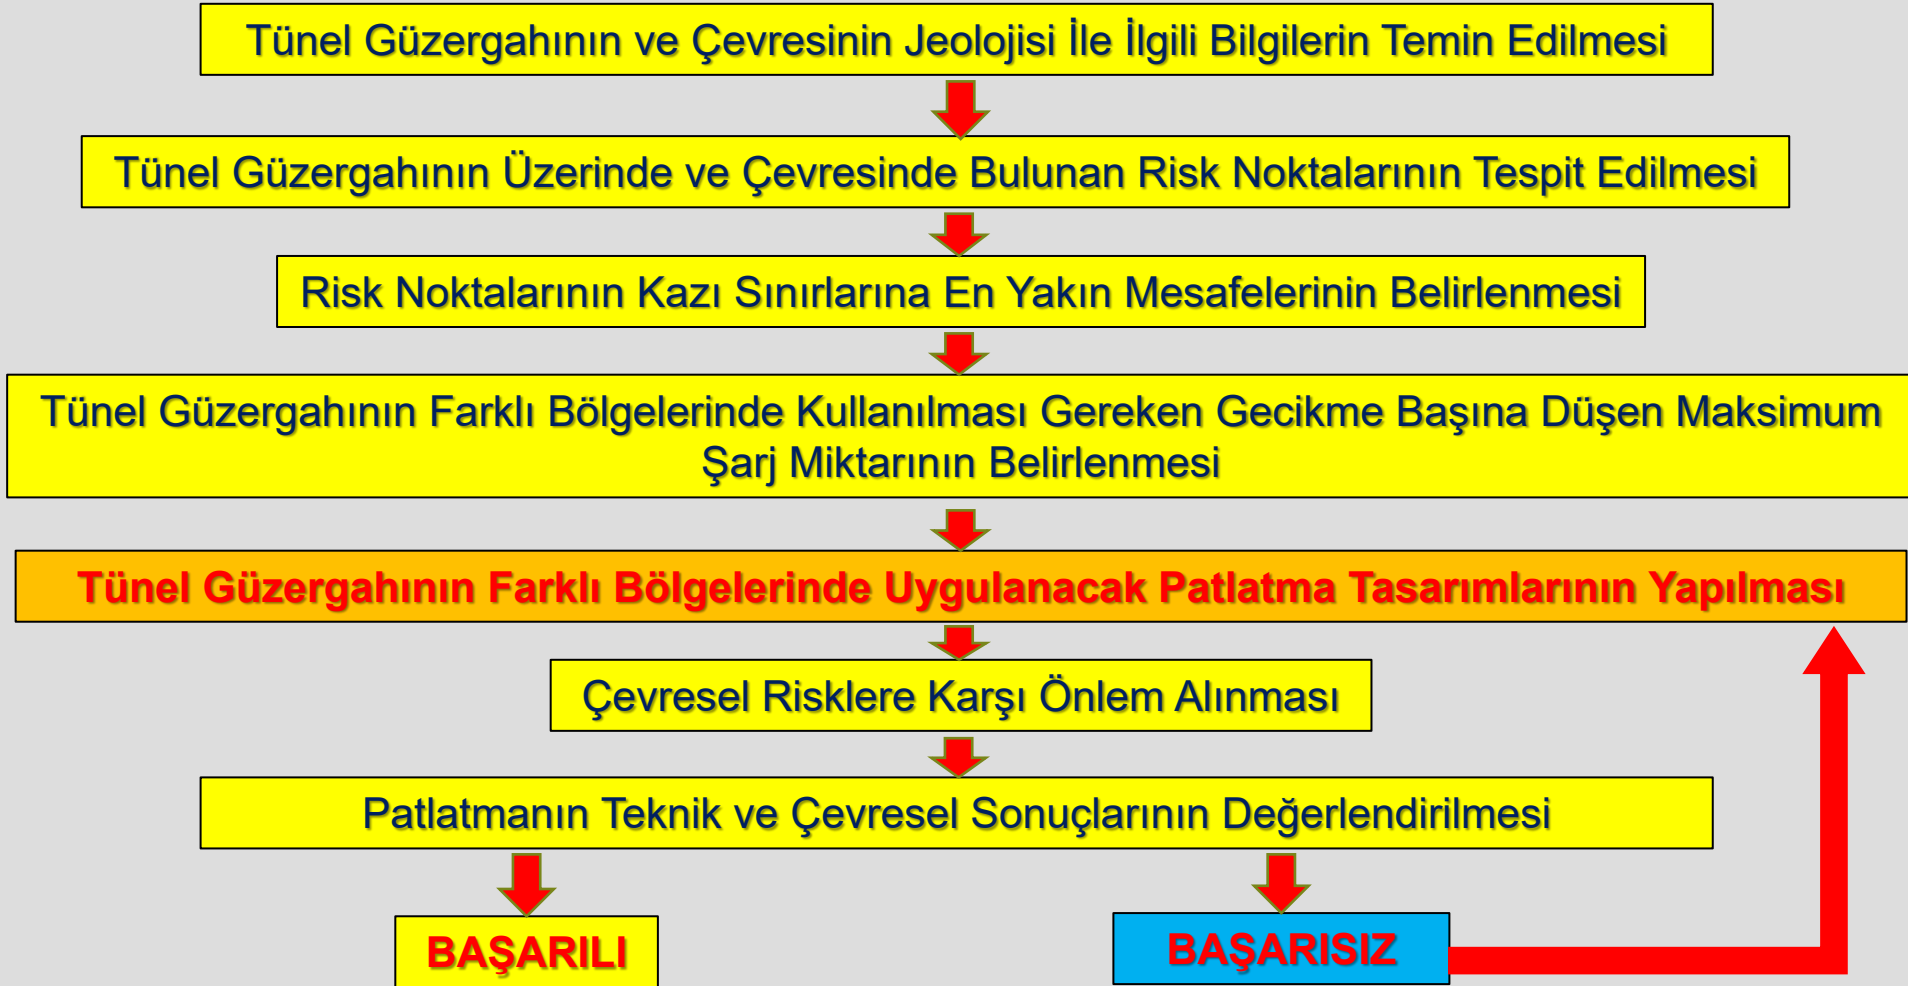 Tünel Güzergahının ve Çevresinin Jeolojisi İle İlgili Bilgilerin Temin Edilmesi
Tünel Güzergahının Üzerinde ve Çevresinde Bulunan Risk Noktalarının Tespit Edilmesi
Risk Noktalarının Kazı Sınırlarına En Yakın Mesafelerinin Belirlenmesi
Tünel Güzergahının Farklı Bölgelerinde Kullanılması Gereken Gecikme Başına Düşen Maksimum
Şarj Miktarının Belirlenmesi
Tünel Güzergahının Farklı Bölgelerinde Uygulanacak Patlatma Tasarımlarının Yapılması
Çevresel Risklere Karşı Önlem Alınması
Patlatmanın Teknik ve Çevresel Sonuçlarının Değerlendirilmesi
BAŞARILI
BAŞARISIZ